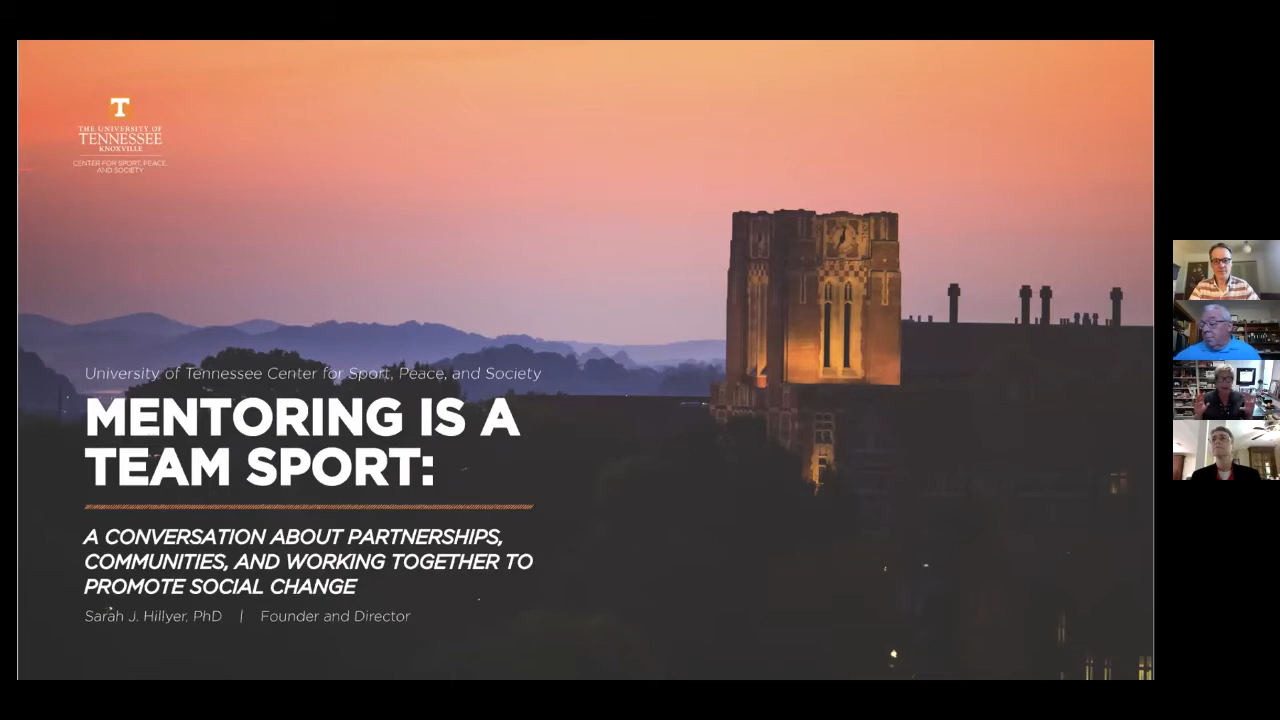 T
THE UNIVERSITY OF
TENNESSEE
KNOXVILLE
CENTER FOR SPORT, PEACE,
AND SOCIETY
University of Tennessee Center for Sport, Peace, and Society
MENTORING IS A
TEAM SPORT:
A CONVERSATION ABOUT PARTNERSHIPS,
COMMUNITIES, AND WORKING TOGETHER TO
PROMOTE SOCIAL CHANGE
Sarah J. Hillyer, PhD | Founder and Director